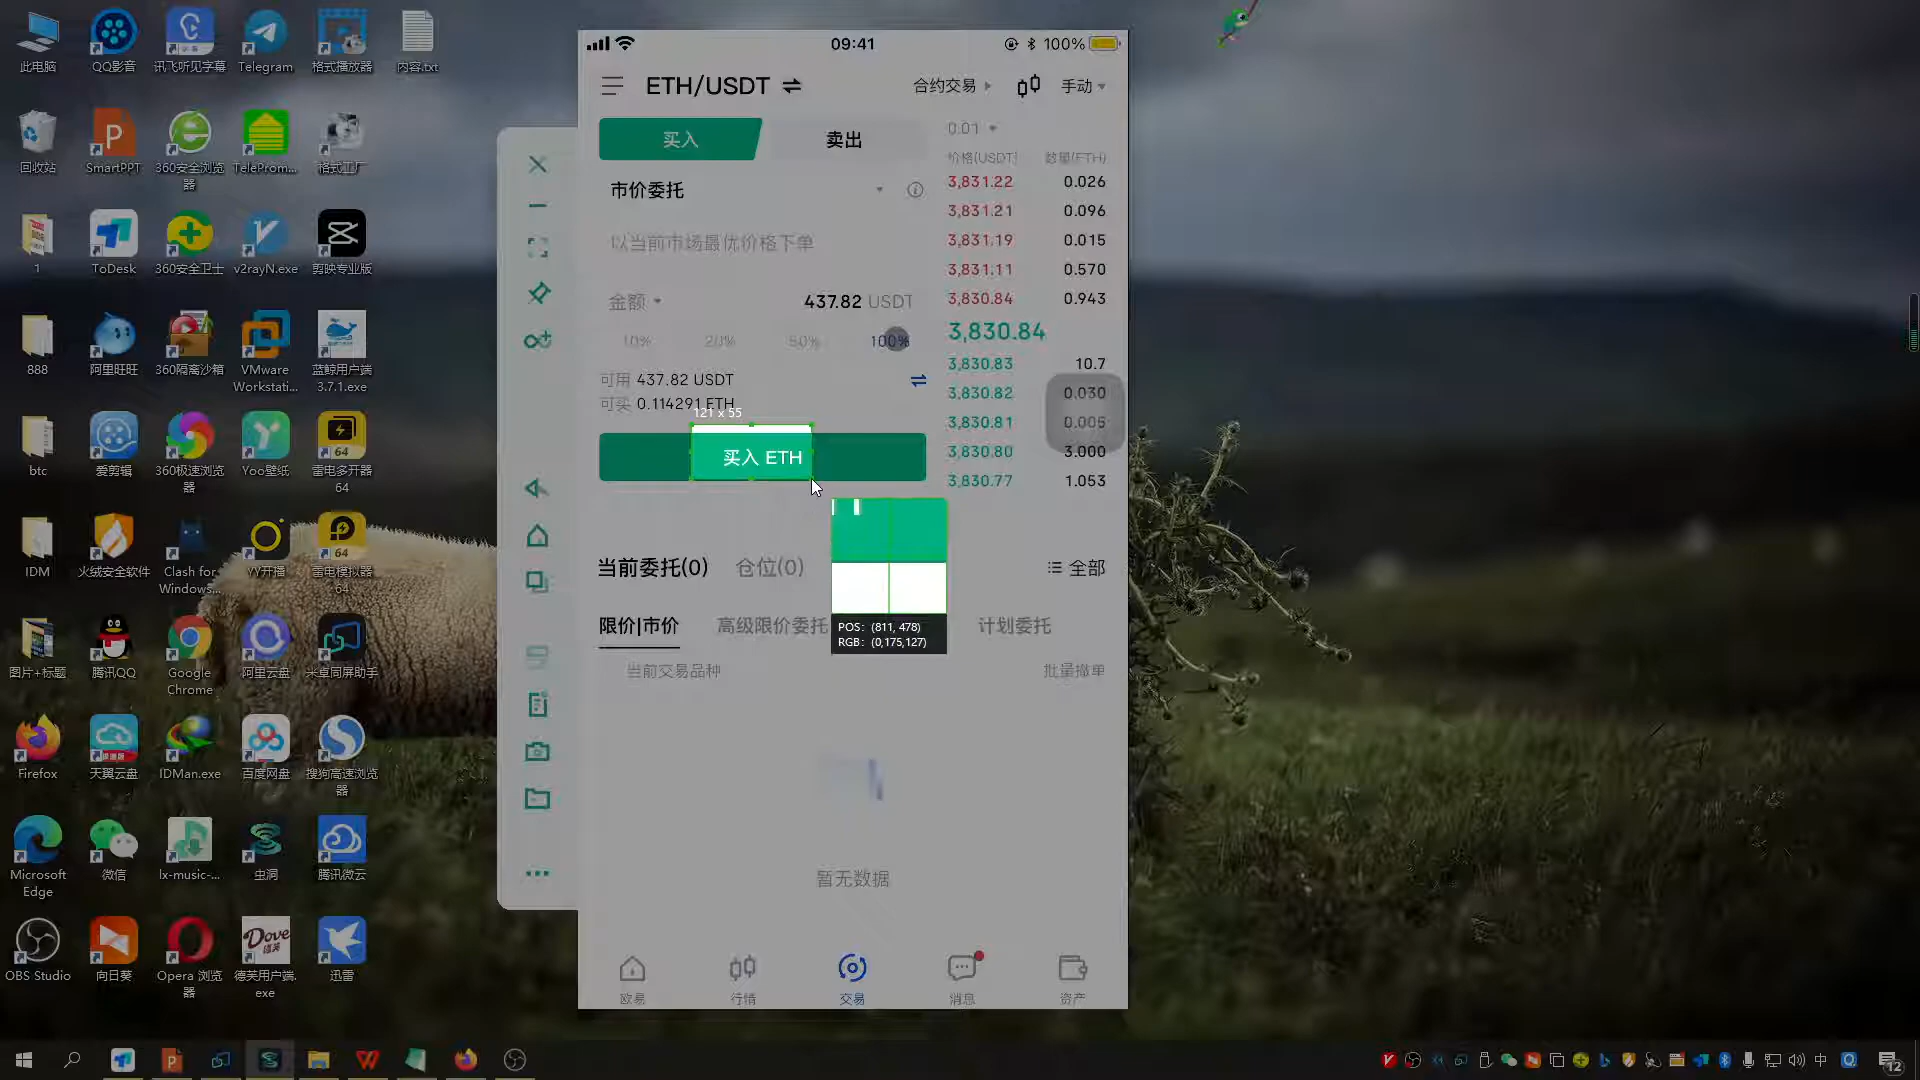 此电脑
QQ影音
讯飞听见字幕
Telegram
格式播放器
内容.txt
回收站
SmartPPT
360安全浏览器
TeleProm...
格式工厂
1
ToDesk
360安全卫士
v2rayN.exe
剪映专业版
888
阿里旺旺
360隔离沙箱
VMware Workstati...
蓝鲸用户端 3.7.1.exe
btc
爱剪辑
360极速浏览器
Yoo壁纸
雷电多开器 64
IDM
火绒安全软件
Clash for Windows...
YY开播
雷电模拟器 64
图片+标题
腾讯QQ
Google Chrome
阿里云盘
米卓同屏助手
Firefox
天翼云盘
IDMan.exe
百度网盘
搜狗高速浏览器
Microsoft Edge
微信
lx-music-...
虫洞
腾讯微云
OBS Studio
向日葵
Opera 浏览器
德芙用户端.exe
迅雷
09:41
100%
ETH/USDT
合约交易
手动
买入
卖出
0.01
价格(USDT)
数量(ETH)
市价委托
以当前市场最优价格下单
金额
437.82 USDT
10%
20%
50%
100%
可用 437.82 USDT
可买 0.114291 ETH
121 x 55
买入 ETH
3,831.22 0.026
3,831.21 0.096
3,831.19 0.015
3,831.11 0.570
3,830.84 0.943
3,830.84
3,830.83 10.7
3,830.82 0.030
3,830.81 0.005
3,830.80 3.000
3,830.77 1.053
POS: (811, 478)
RGB: (0,175,127)
当前委托(0)
仓位(0)
全部
限价|市价
高级限价委托
计划委托
当前交易品种
批量撤单
暂无数据
欧易
行情
交易
消息
资产
中
12